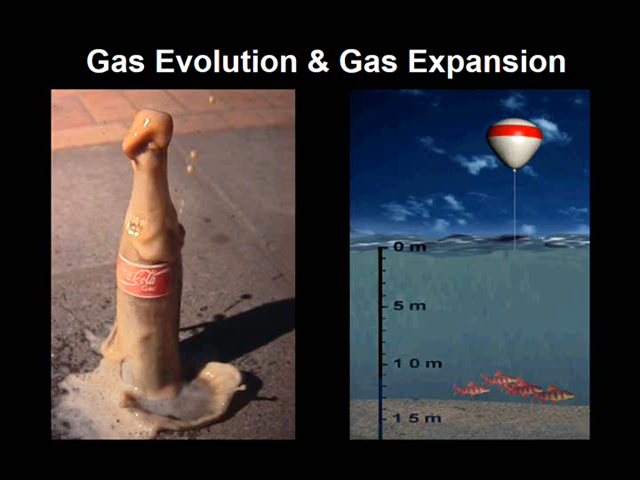 Gas Evolution & Gas Expansion
Coca-Cola
0 m
5 m
10 m
15 m